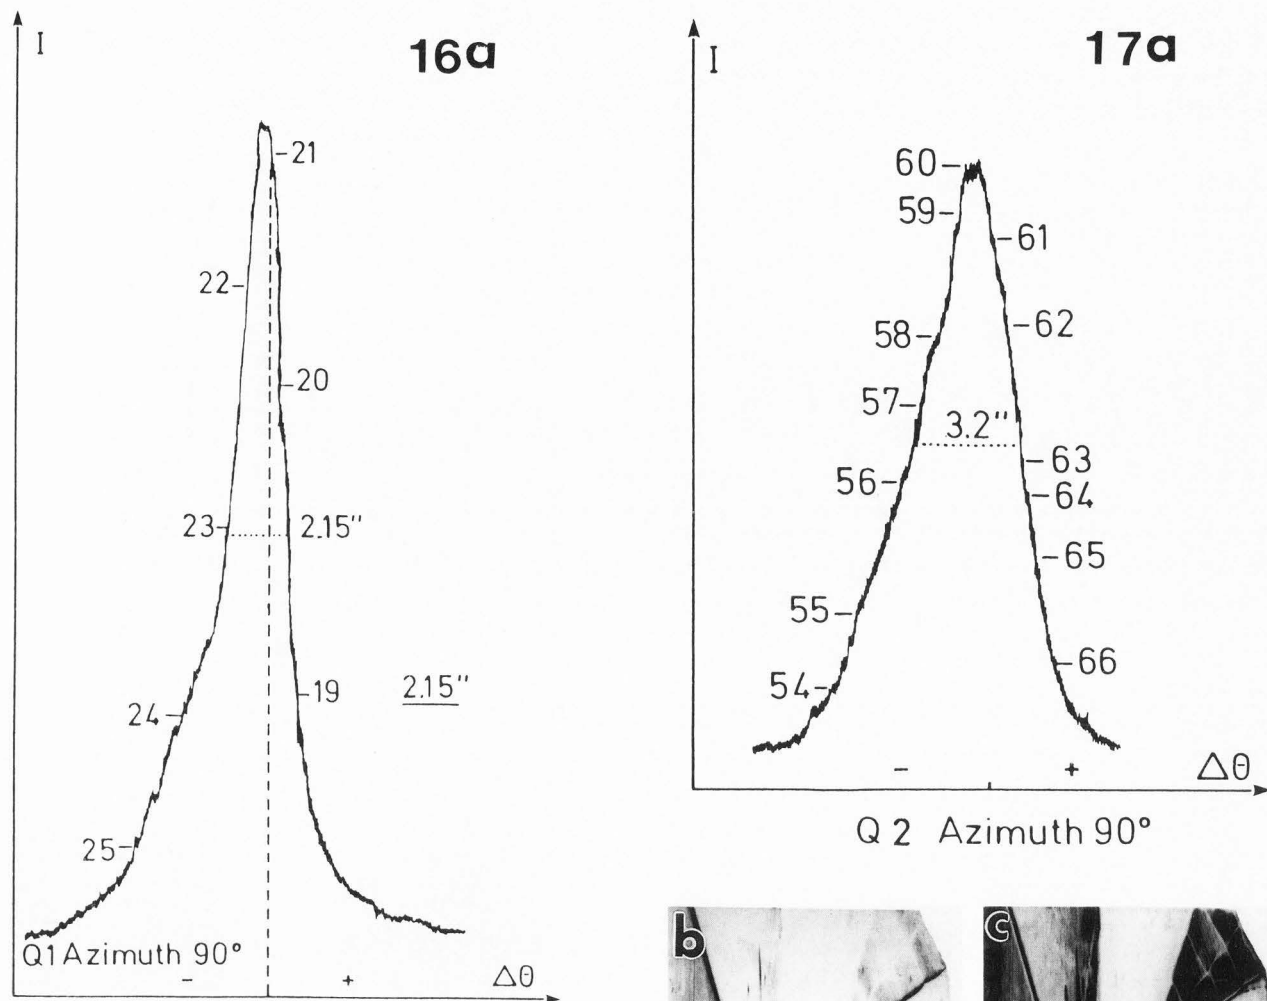 16a
I
21
22
20
23
2.15"
19
2.15"
24
25
Q1 Azimuth 90°
- + Δθ
17a
I
60
59
61
62
58
57
3.2"
63
56
64
65
55
66
54
- + Δθ
Q2 Azimuth 90°
b
c